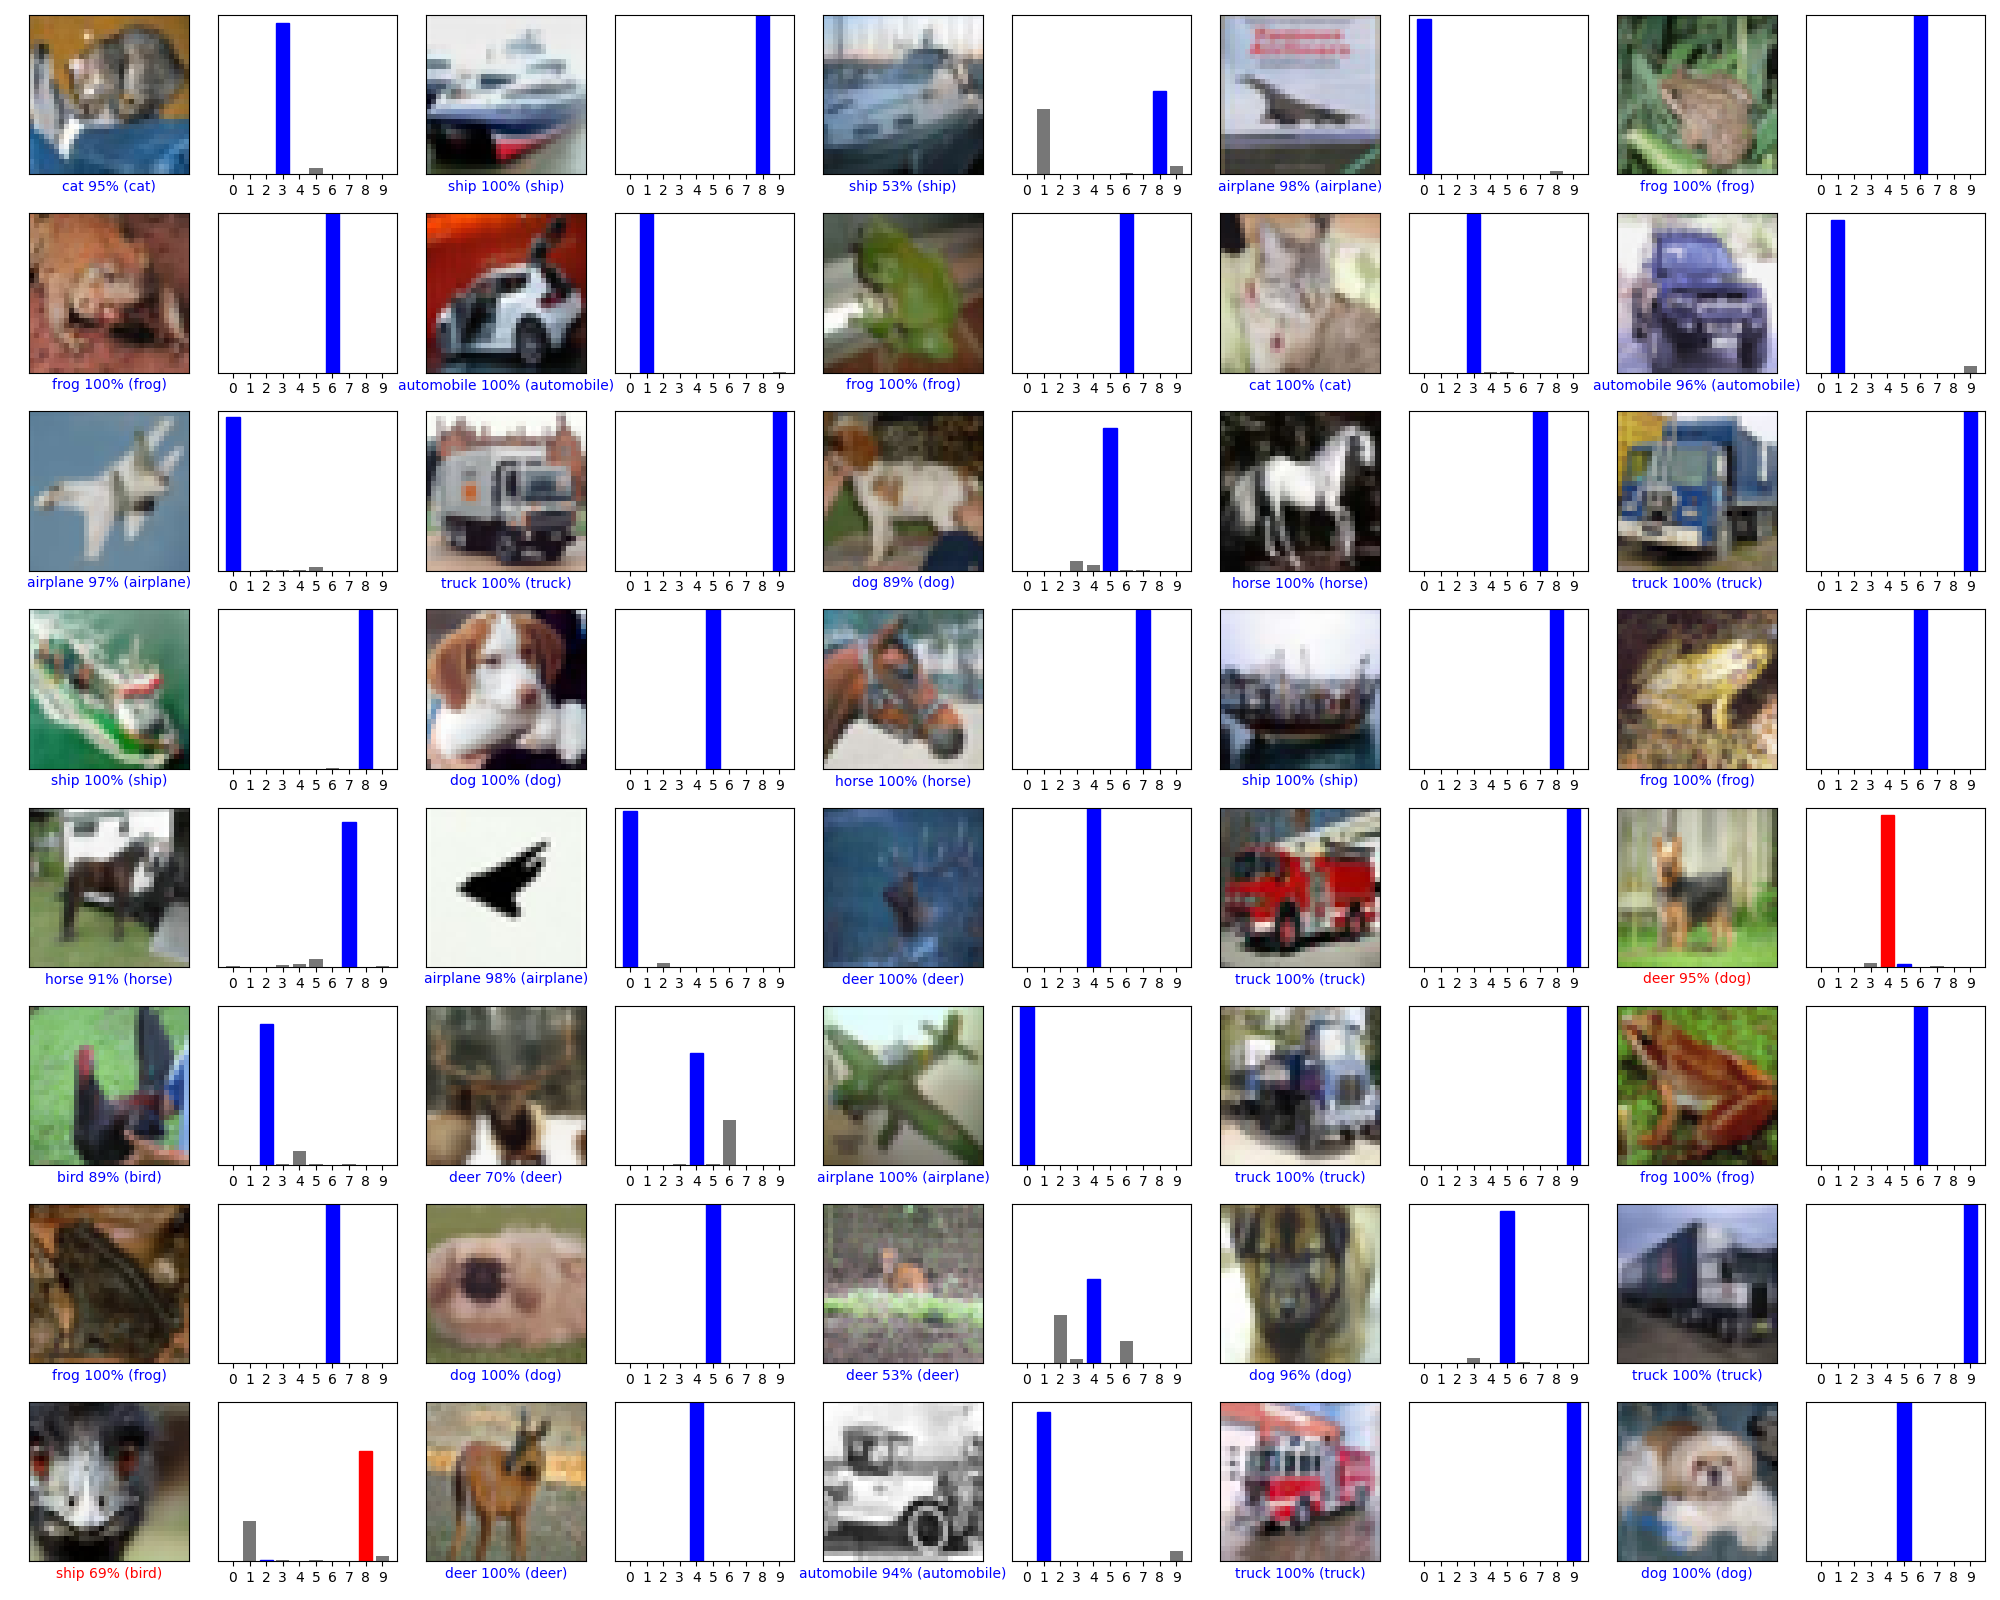 0 1 2 3 4 5 6 7 8 9 0 1 2 3 4 5 6 7 8 9 0 1 2 3 4 5 6 7 8 9 0 1 2 3 4 5 6 7 8 9 0 1 2 3 4 5 6 7 8 9
cat 95% (cat) ship 100% (ship) ship 53% (ship) airplane 98% (airplane) frog 100% (frog)
0 1 2 3 4 5 6 7 8 9 0 1 2 3 4 5 6 7 8 9 0 1 2 3 4 5 6 7 8 9 0 1 2 3 4 5 6 7 8 9 0 1 2 3 4 5 6 7 8 9
frog 100% (frog) automobile 100% (automobile) frog 100% (frog) cat 100% (cat) automobile 96% (automobile)
0 1 2 3 4 5 6 7 8 9 0 1 2 3 4 5 6 7 8 9 0 1 2 3 4 5 6 7 8 9 0 1 2 3 4 5 6 7 8 9 0 1 2 3 4 5 6 7 8 9
airplane 97% (airplane) truck 100% (truck) dog 89% (dog) horse 100% (horse) truck 100% (truck)
0 1 2 3 4 5 6 7 8 9 0 1 2 3 4 5 6 7 8 9 0 1 2 3 4 5 6 7 8 9 0 1 2 3 4 5 6 7 8 9 0 1 2 3 4 5 6 7 8 9
ship 100% (ship) dog 100% (dog) horse 100% (horse) ship 100% (ship) frog 100% (frog)
0 1 2 3 4 5 6 7 8 9 0 1 2 3 4 5 6 7 8 9 0 1 2 3 4 5 6 7 8 9 0 1 2 3 4 5 6 7 8 9 0 1 2 3 4 5 6 7 8 9
horse 91% (horse) airplane 98% (airplane) deer 100% (deer) truck 100% (truck) deer 95% (dog)
0 1 2 3 4 5 6 7 8 9 0 1 2 3 4 5 6 7 8 9 0 1 2 3 4 5 6 7 8 9 0 1 2 3 4 5 6 7 8 9 0 1 2 3 4 5 6 7 8 9
bird 89% (bird) deer 70% (deer) airplane 100% (airplane) truck 100% (truck) frog 100% (frog)
0 1 2 3 4 5 6 7 8 9 0 1 2 3 4 5 6 7 8 9 0 1 2 3 4 5 6 7 8 9 0 1 2 3 4 5 6 7 8 9 0 1 2 3 4 5 6 7 8 9
frog 100% (frog) dog 100% (dog) deer 53% (deer) dog 96% (dog) truck 100% (truck)
0 1 2 3 4 5 6 7 8 9 0 1 2 3 4 5 6 7 8 9 0 1 2 3 4 5 6 7 8 9 0 1 2 3 4 5 6 7 8 9 0 1 2 3 4 5 6 7 8 9
ship 69% (bird) deer 100% (deer) automobile 94% (automobile) truck 100% (truck) dog 100% (dog)